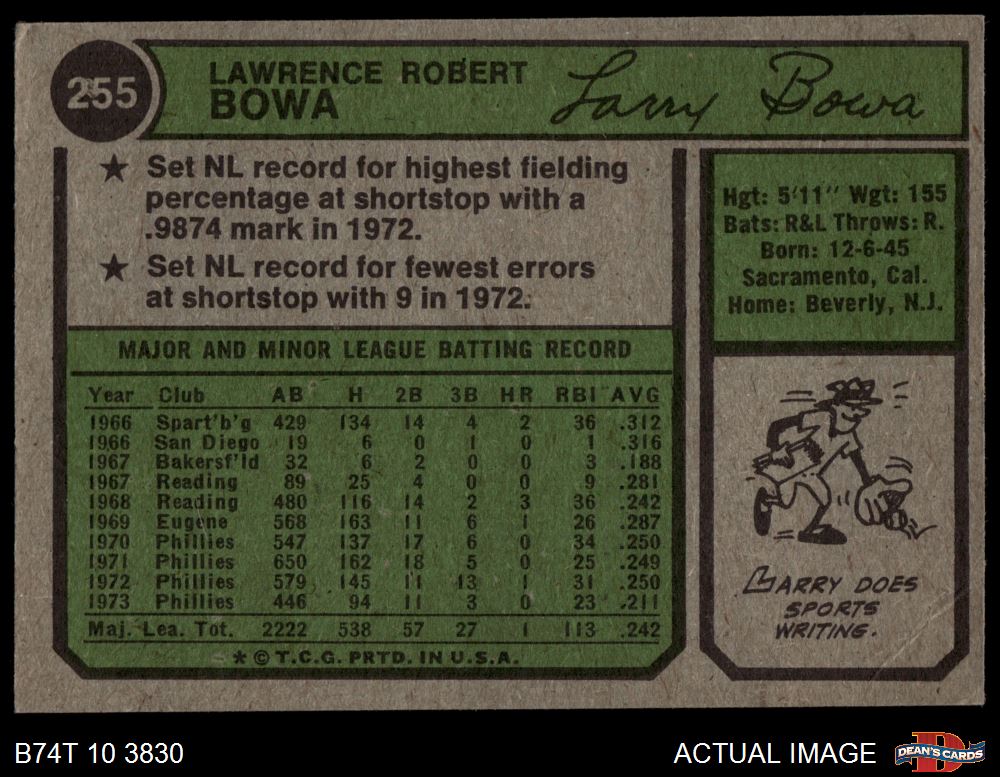 255
LAWRENCE ROBERT
BOWA
Larry Bowa
★ Set NL record for highest fielding
percentage at shortstop with a
.9874 mark in 1972.
★ Set NL record for fewest errors
at shortstop with 9 in 1972.
Hgt: 5'11" Wgt: 155
Bats: R&L Throws: R.
Born: 12-6-45
Sacramento, Cal.
Home: Beverly, N.J.
MAJOR AND MINOR LEAGUE BATTING RECORD
Year Club AB H 2B 3B HR RBI AVG
1966 Spart'b'g 429 134 14 4 2 36 .312
1966 San Diego 19 6 0 1 0 1 .316
1967 Bakersf'ld 32 6 2 0 0 3 .188
1967 Reading 89 25 4 0 0 9 .281
1968 Reading 480 116 14 2 3 36 .242
1969 Eugene 568 163 11 6 1 26 .287
1970 Phillies 547 137 17 6 0 34 .250
1971 Phillies 650 162 18 5 0 25 .249
1972 Phillies 579 145 11 13 1 31 .250
1973 Phillies 446 94 11 3 0 23 .211
Maj. Lea. Tot. 2222 538 57 27 1 113 .242
* © T.C.G. PRTD. IN U.S.A.
LARRY DOES
SPORTS
WRITING.
B74T 10 3830
ACTUAL IMAGE
DEAN'S CARDS